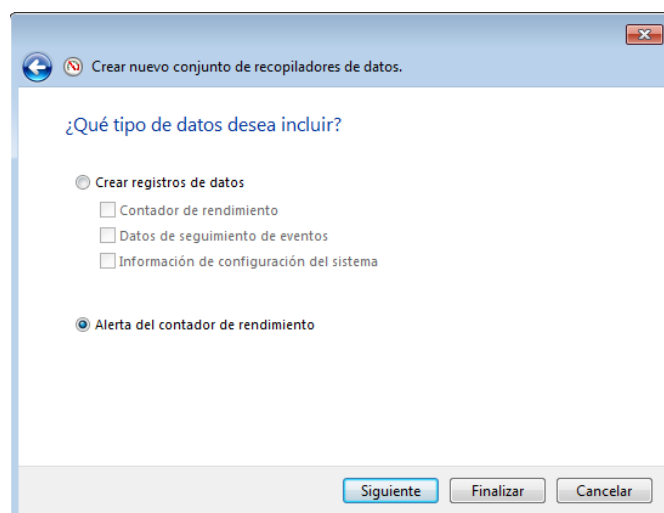 Crear nuevo conjunto de recopiladores de datos.
¿Qué tipo de datos desea incluir?
Crear registros de datos
Contador de rendimiento
Datos de seguimiento de eventos
Información de configuración del sistema
Alerta del contador de rendimiento
Siguiente Finalizar Cancelar